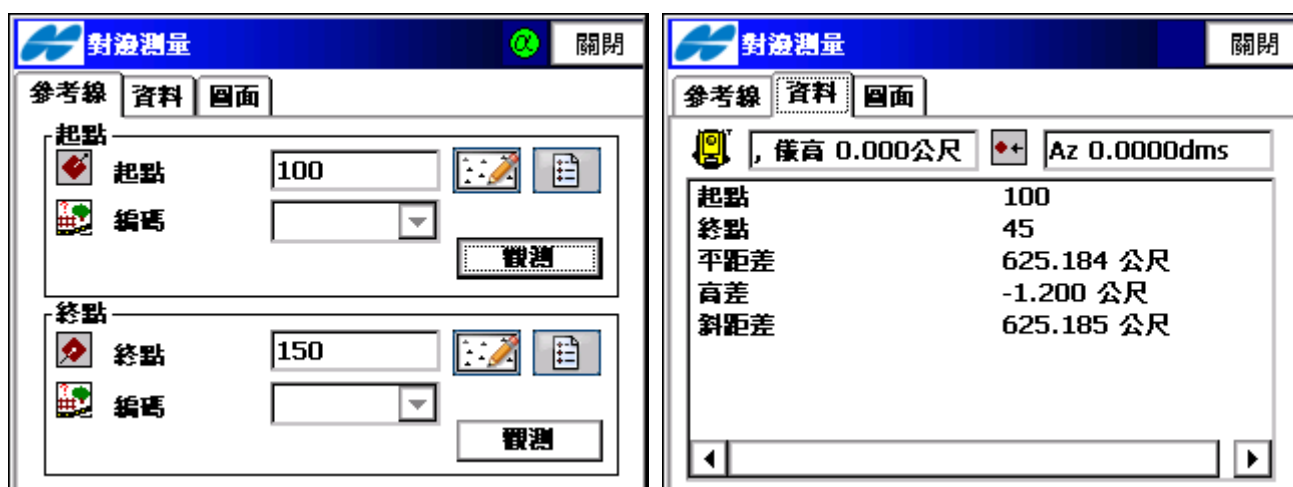 對邊測量
關閉
參考線 資料 圖面
起點
起點 100
編碼
觀測
終點
終點 150
編碼
觀測
對邊測量
關閉
參考線 資料 圖面
, 儀高 0.000公尺 Az 0.0000dms
起點 100
終點 45
平距差 625.184 公尺
高差 -1.200 公尺
斜距差 625.185 公尺